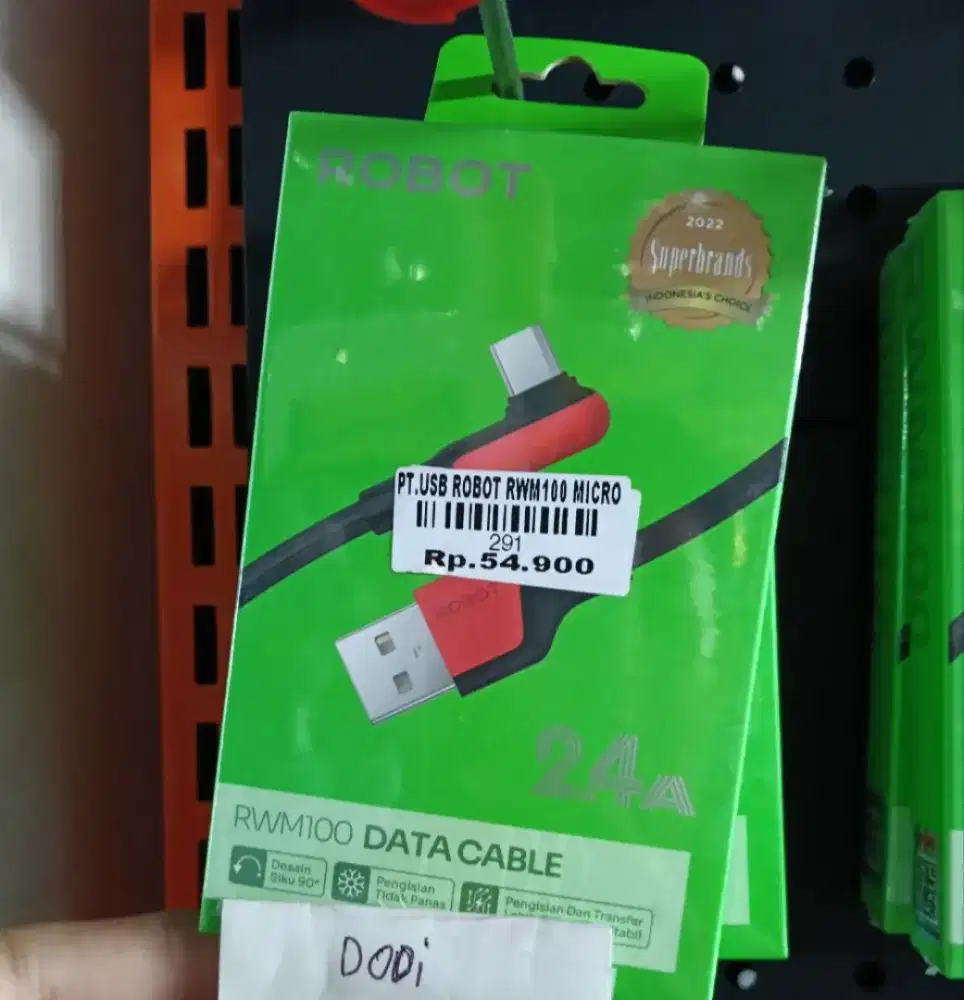 ROBOT
2022
Superbrands
INDONESIA'S CHOICE
PT.USB ROBOT RWM100 MICRO
291
Rp.54.900
ROBOT
2.4A
RWM100 DATA CABLE
Desain
Siku 90°
Pengisian
Tidak Panas
Pengisian Dan Transfer
DODi